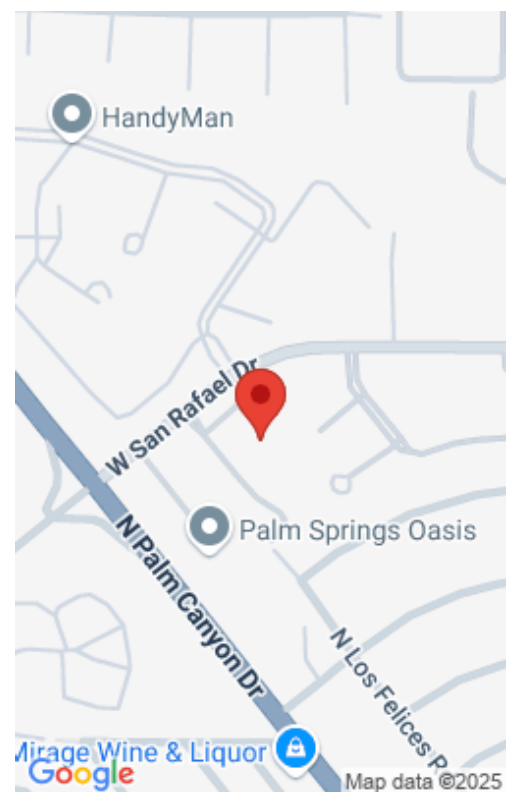 HandyMan
W San Rafael Dr
Palm Springs Oasis
N Palm Canyon Dr
N Los Felices R
Mirage Wine & Liquor
Google
Map data ©2025